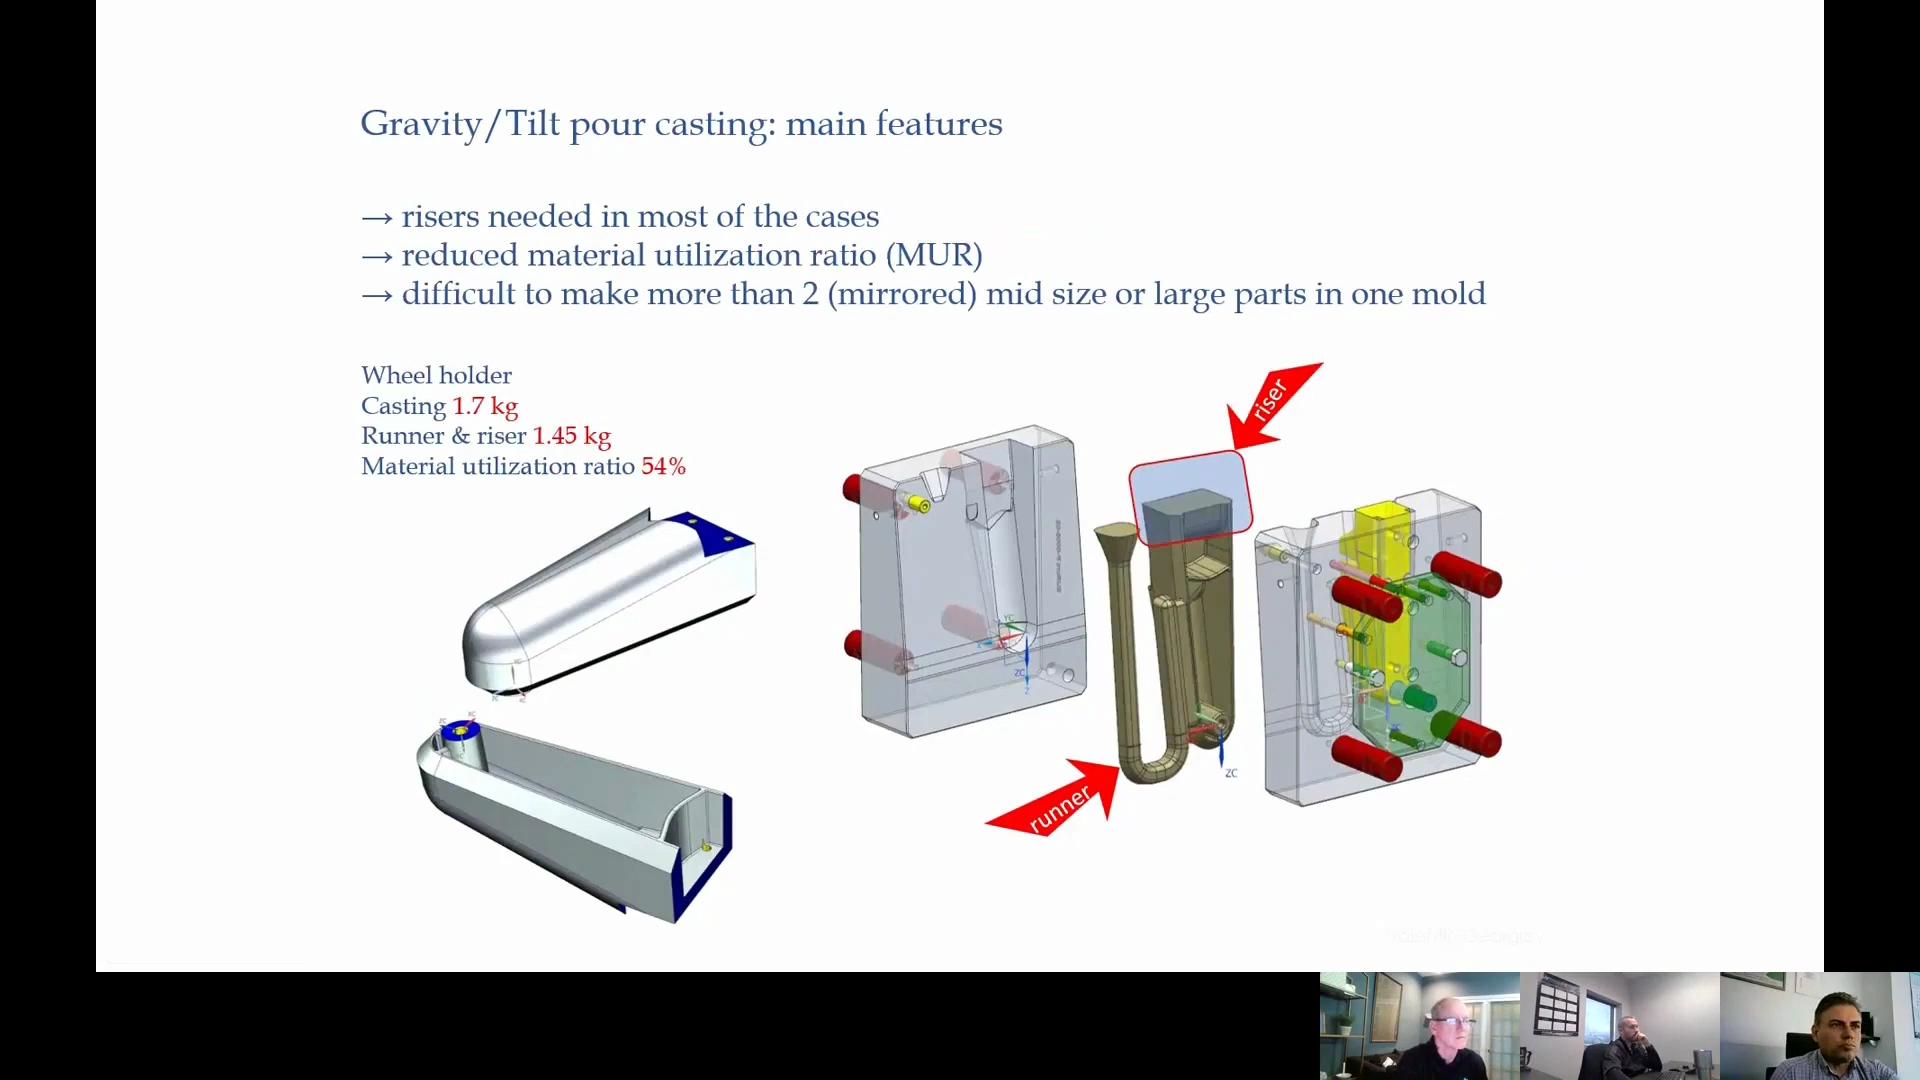 Gravity/Tilt pour casting: main features
→ risers needed in most of the cases
→ reduced material utilization ratio (MUR)
→ difficult to make more than 2 (mirrored) mid size or large parts in one mold
Wheel holder
Casting 1.7 kg
Runner & riser 1.45 kg
Material utilization ratio 54%
riser
runner
ZC
ZC